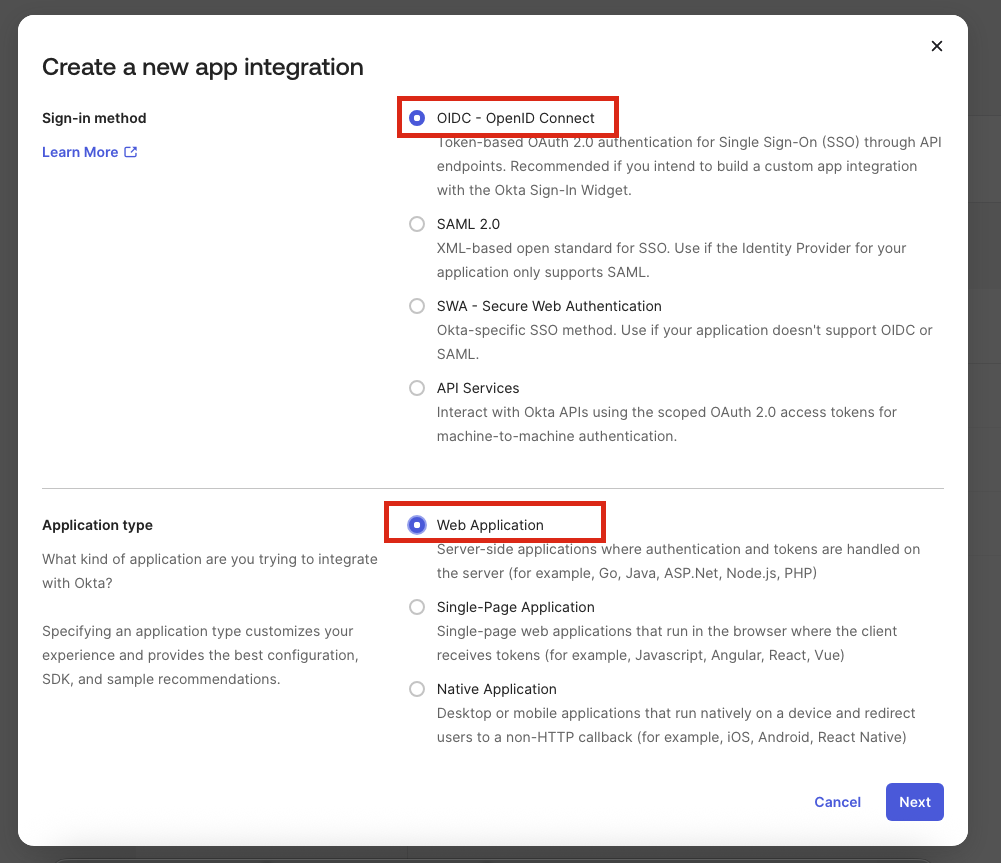 Create a new app integration
Sign-in method
Learn More
OIDC - OpenID Connect
Token-based OAuth 2.0 authentication for Single Sign-On (SSO) through API
endpoints. Recommended if you intend to build a custom app integration
with the Okta Sign-In Widget.
SAML 2.0
XML-based open standard for SSO. Use if the Identity Provider for your
application only supports SAML.
SWA - Secure Web Authentication
Okta-specific SSO method. Use if your application doesn't support OIDC or
SAML.
API Services
Interact with Okta APIs using the scoped OAuth 2.0 access tokens for
machine-to-machine authentication.
Application type
What kind of application are you trying to integrate
with Okta?
Specifying an application type customizes your
experience and provides the best configuration,
SDK, and sample recommendations.
Web Application
Server-side applications where authentication and tokens are handled on
the server (for example, Go, Java, ASP.Net, Node.js, PHP)
Single-Page Application
Single-page web applications that run in the browser where the client
receives tokens (for example, Javascript, Angular, React, Vue)
Native Application
Desktop or mobile applications that run natively on a device and redirect
users to a non-HTTP callback (for example, iOS, Android, React Native)
Cancel
Next